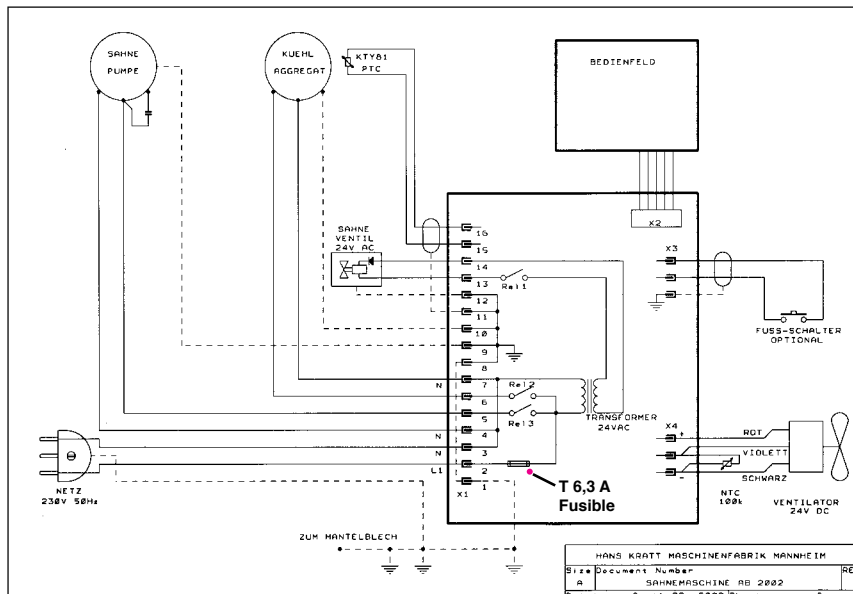 SAHNE
PUMPE
KUEHL
AGGREGAT
KTY81
PTC
BEDIENFELD
X2
SAHNE
VENTIL
24V AC
16
15
14
13
12
11
10
9
8
7
6
5
4
3
2
1
X1
N
N
N
L1
Rel1
Rel2
Rel3
TRANSFORMER
24VAC
X3
FUSS-SCHALTER
OPTIONAL
X4
+
-
ROT
VIOLETT
SCHWARZ
NTC
100k
VENTILATOR
24V DC
NETZ
230V 50Hz
T 6,3 A
Fusible
ZUM MANTELBLECH
HANS KRATT MASCHINENFABRIK MANNHEIM
Size Document Number
A SAHNEMASCHINE AB 2002